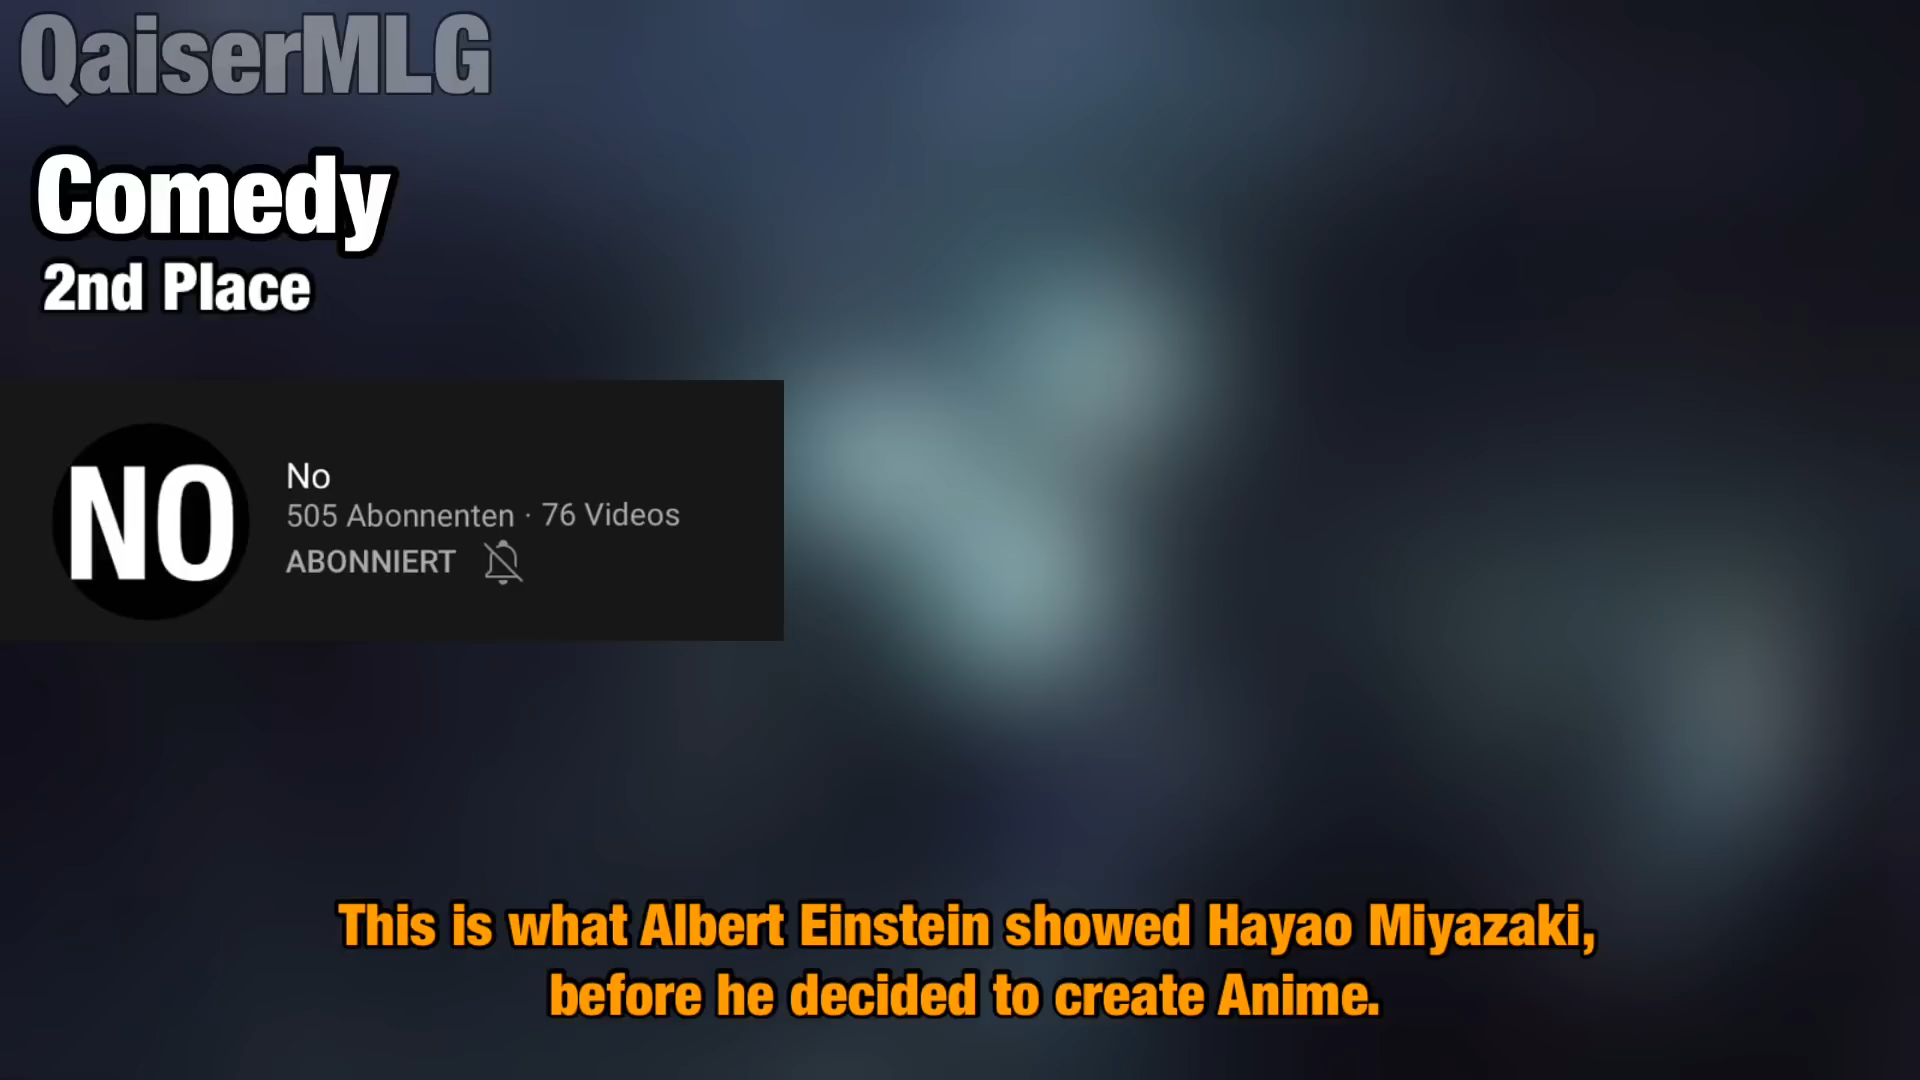 QaiserMLG
Comedy
2nd Place
NO
No
505 Abonnenten · 76 Videos
ABONNIERT
This is what Albert Einstein showed Hayao Miyazaki,
before he decided to create Anime.